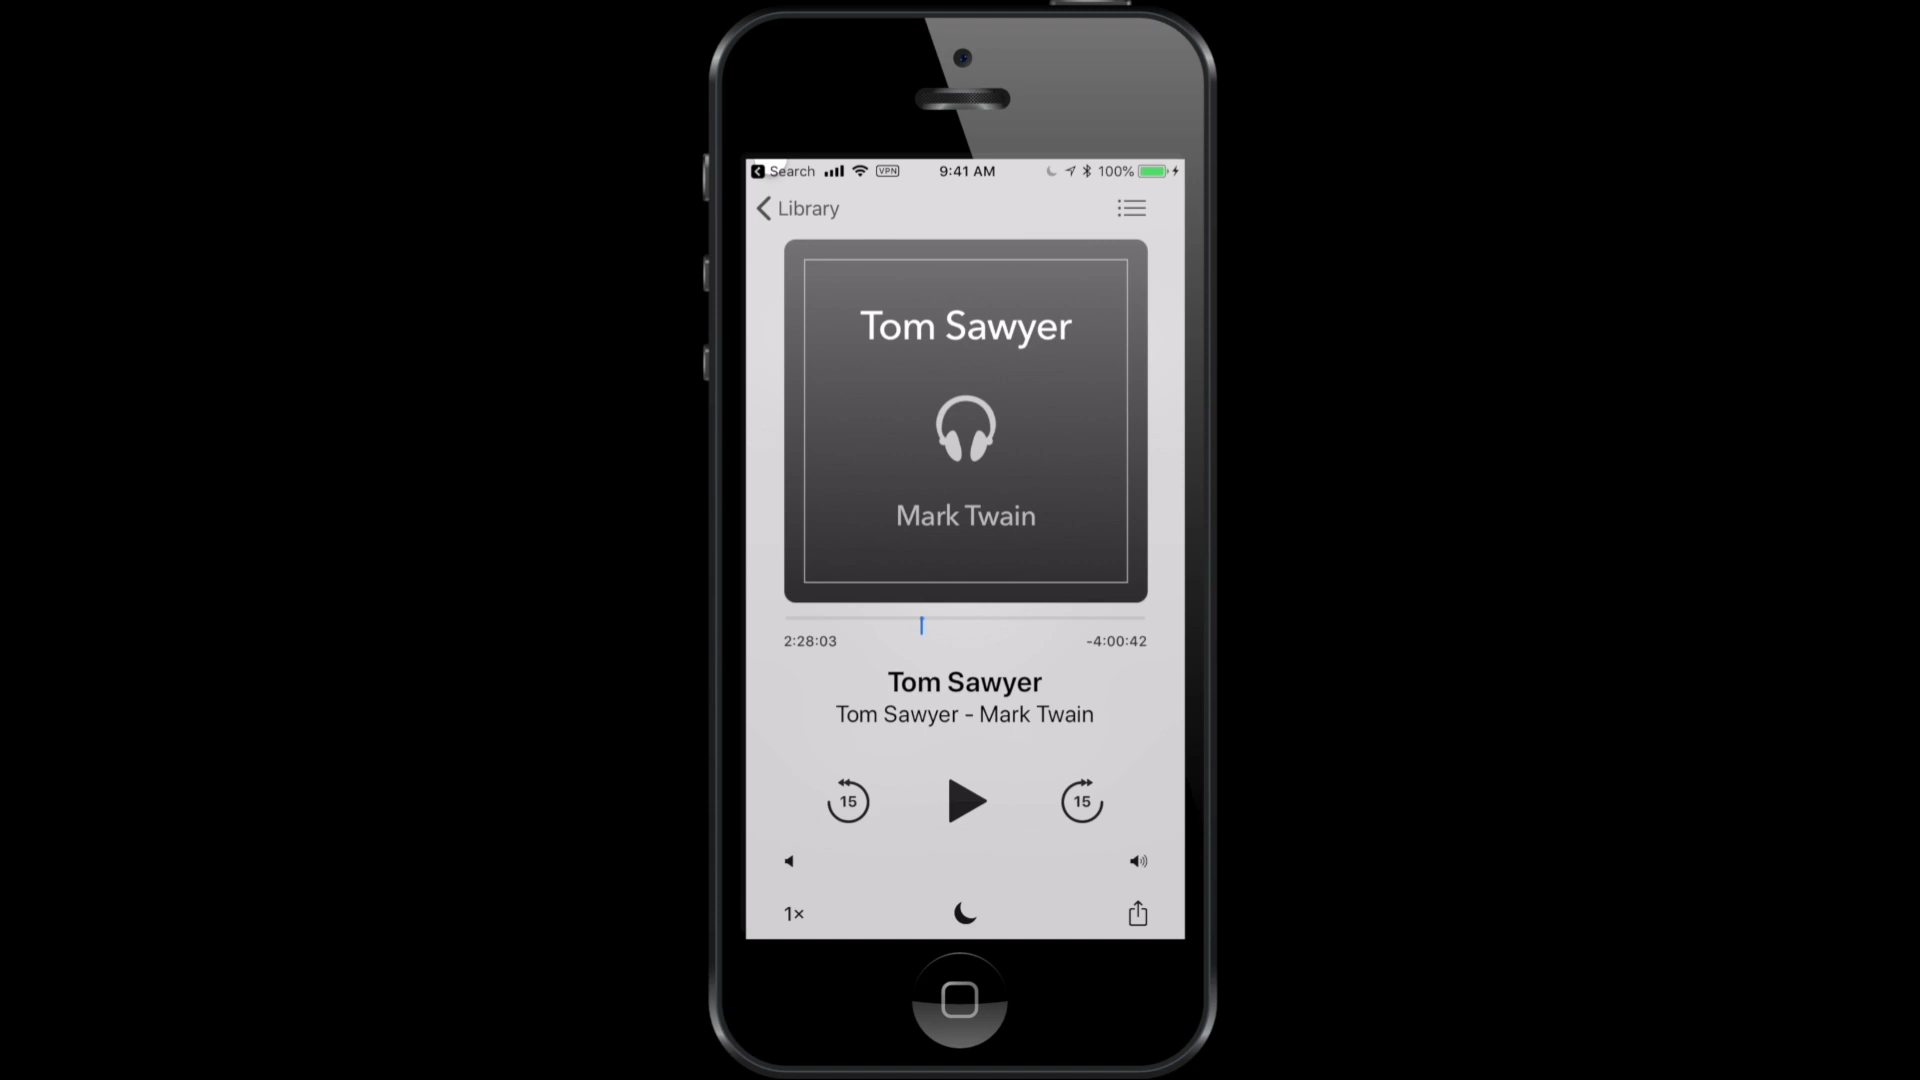 Search VPN 9:41 AM 100%
Library
Tom Sawyer
Mark Twain
2:28:03 -4:00:42
Tom Sawyer
Tom Sawyer - Mark Twain
15 15
1×